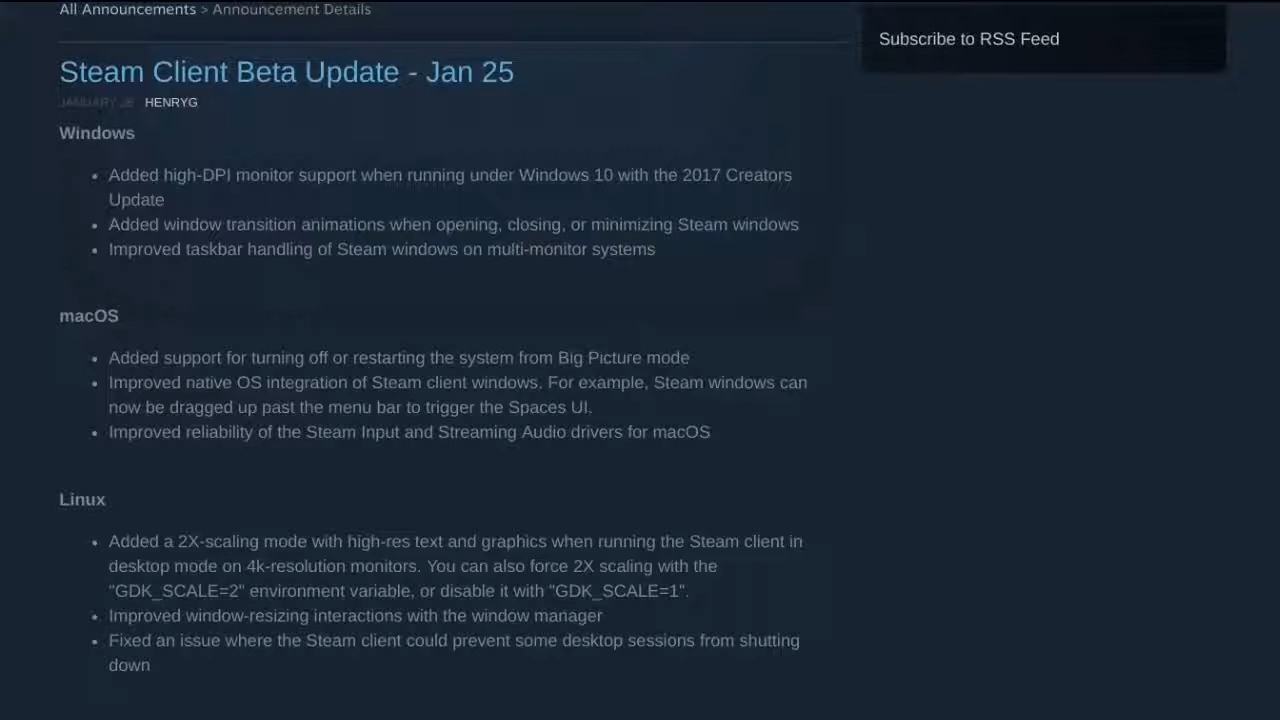 All Announcements > Announcement Details
Subscribe to RSS Feed
Steam Client Beta Update - Jan 25
JANUARY HENRYG
Windows
• Added high-DPI monitor support when running under Windows 10 with the 2017 Creators
Update
• Added window transition animations when opening, closing, or minimizing Steam windows
• Improved taskbar handling of Steam windows on multi-monitor systems
macOS
• Added support for turning off or restarting the system from Big Picture mode
• Improved native OS integration of Steam client windows. For example, Steam windows can
now be dragged up past the menu bar to trigger the Spaces UI.
• Improved reliability of the Steam Input and Streaming Audio drivers for macOS
Linux
• Added a 2X-scaling mode with high-res text and graphics when running the Steam client in
desktop mode on 4k-resolution monitors. You can also force 2X scaling with the
"GDK_SCALE=2" environment variable, or disable it with "GDK_SCALE=1".
• Improved window-resizing interactions with the window manager
• Fixed an issue where the Steam client could prevent some desktop sessions from shutting
down